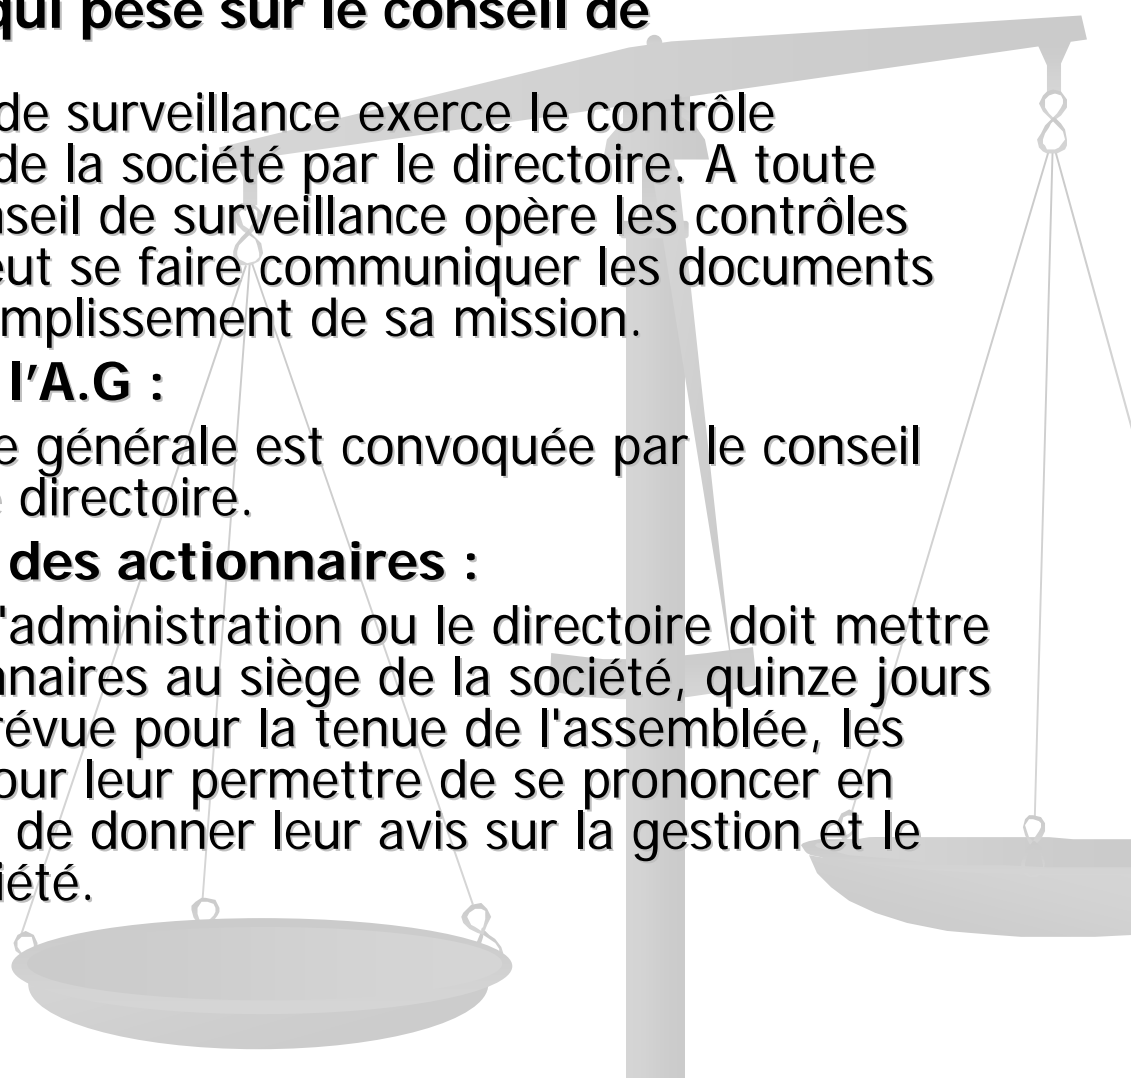 qui pèse sur le conseil de
de surveillance exerce le contrôle
de la société par le directoire. A toute
nseil de surveillance opère les contrôles
eut se faire communiquer les documents
mplissement de sa mission.
l'A.G :
e générale est convoquée par le conseil
e directoire.
des actionnaires :
'administration ou le directoire doit mettre
nnaires au siège de la société, quinze jours
révue pour la tenue de l'assemblée, les
our leur permettre de se prononcer en
de donner leur avis sur la gestion et le
iété.